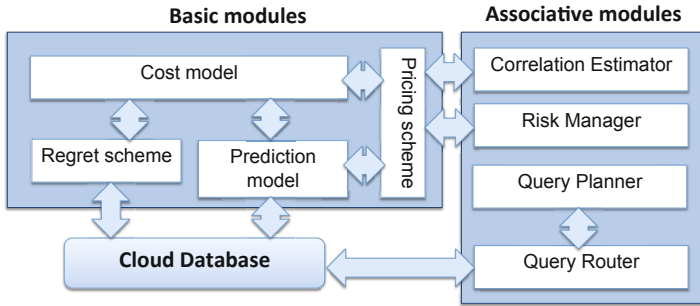 Basic modules
Associative modules
Cost model
Pricing scheme
Correlation Estimator
Risk Manager
Regret scheme
Prediction
model
Query Planner
Cloud Database
Query Router